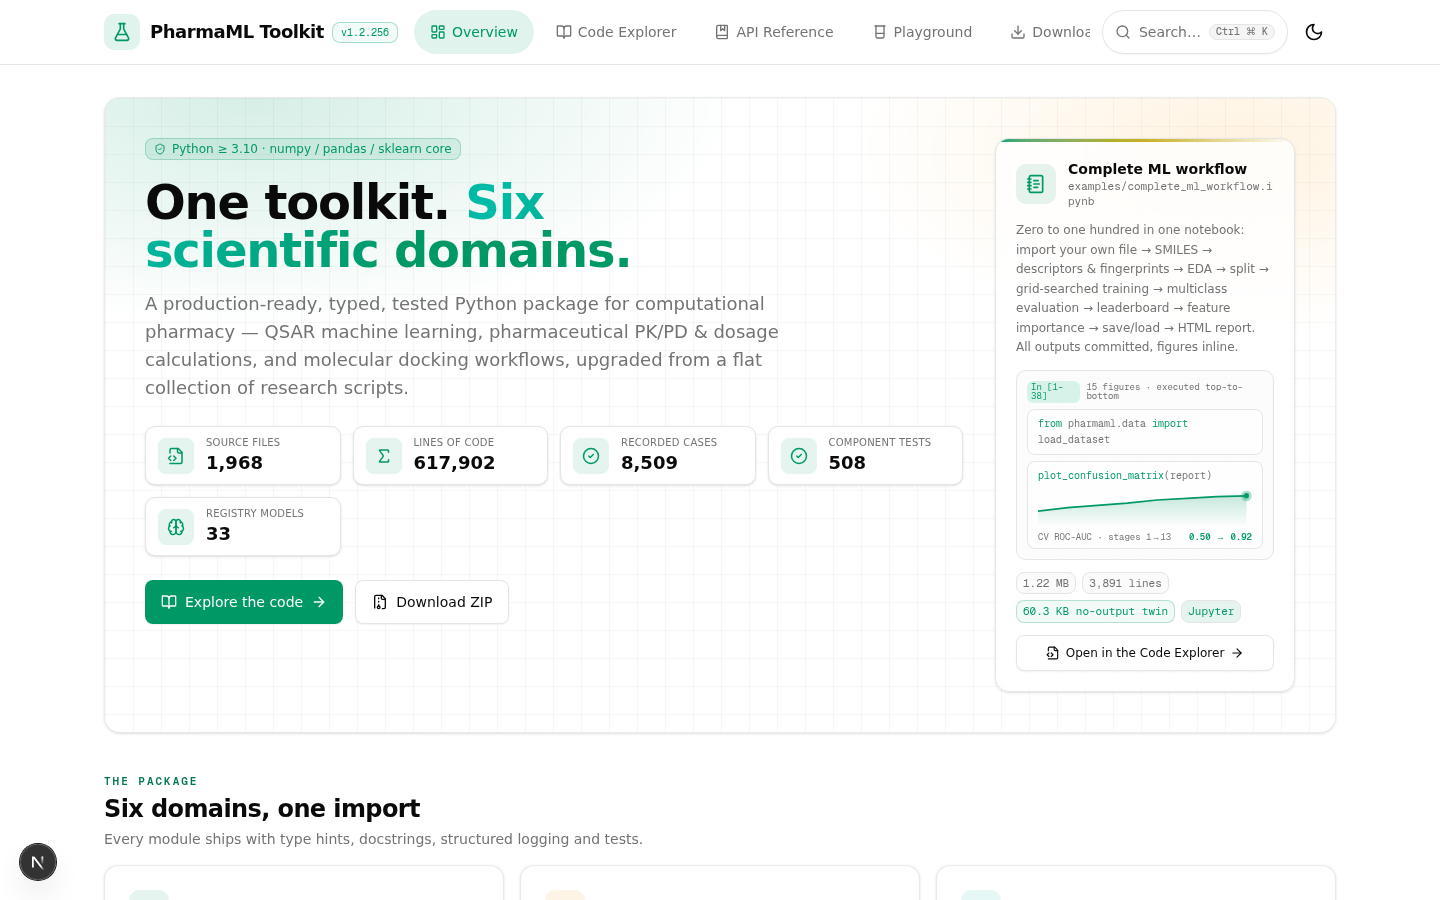 PharmaML Toolkit v1.2.256 Overview Code Explorer API Reference Playground Downloa Search... Ctrl ⌘ K
Python ≥ 3.10 · numpy / pandas / sklearn core
One toolkit. Six
scientific domains.
A production-ready, typed, tested Python package for computational
pharmacy — QSAR machine learning, pharmaceutical PK/PD & dosage
calculations, and molecular docking workflows, upgraded from a flat
collection of research scripts.
SOURCE FILES
1,968
LINES OF CODE
617,902
RECORDED CASES
8,509
COMPONENT TESTS
508
REGISTRY MODELS
33
Explore the code →
Download ZIP
Complete ML workflow
examples/complete_ml_workflow.i
pynb
Zero to one hundred in one notebook:
import your own file → SMILES →
descriptors & fingerprints → EDA → split →
grid-searched training → multiclass
evaluation → leaderboard → feature
importance → save/load → HTML report.
All outputs committed, figures inline.
In [1-
38]
15 figures · executed top-to-
bottom
from pharmaml.data import
load_dataset
plot_confusion_matrix(report)
CV ROC-AUC · stages 1→13 0.50 → 0.92
1.22 MB 3,891 lines
60.3 KB no-output twin Jupyter
Open in the Code Explorer →
THE PACKAGE
Six domains, one import
Every module ships with type hints, docstrings, structured logging and tests.
N